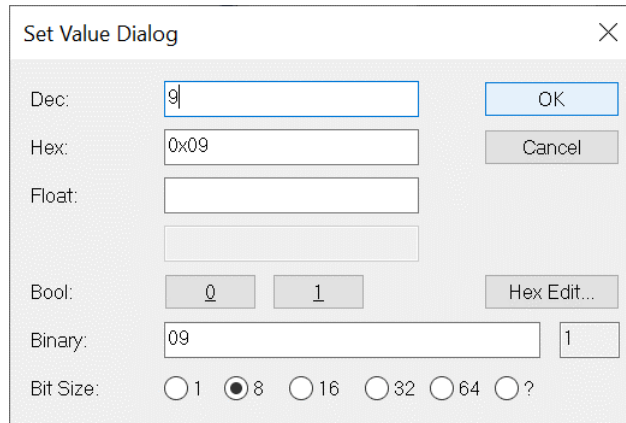 Set Value Dialog
Dec: 9 OK
Hex: 0x09 Cancel
Float:
Bool: 0 1 Hex Edit...
Binary: 09 1
Bit Size: 1 8 16 32 64 ?